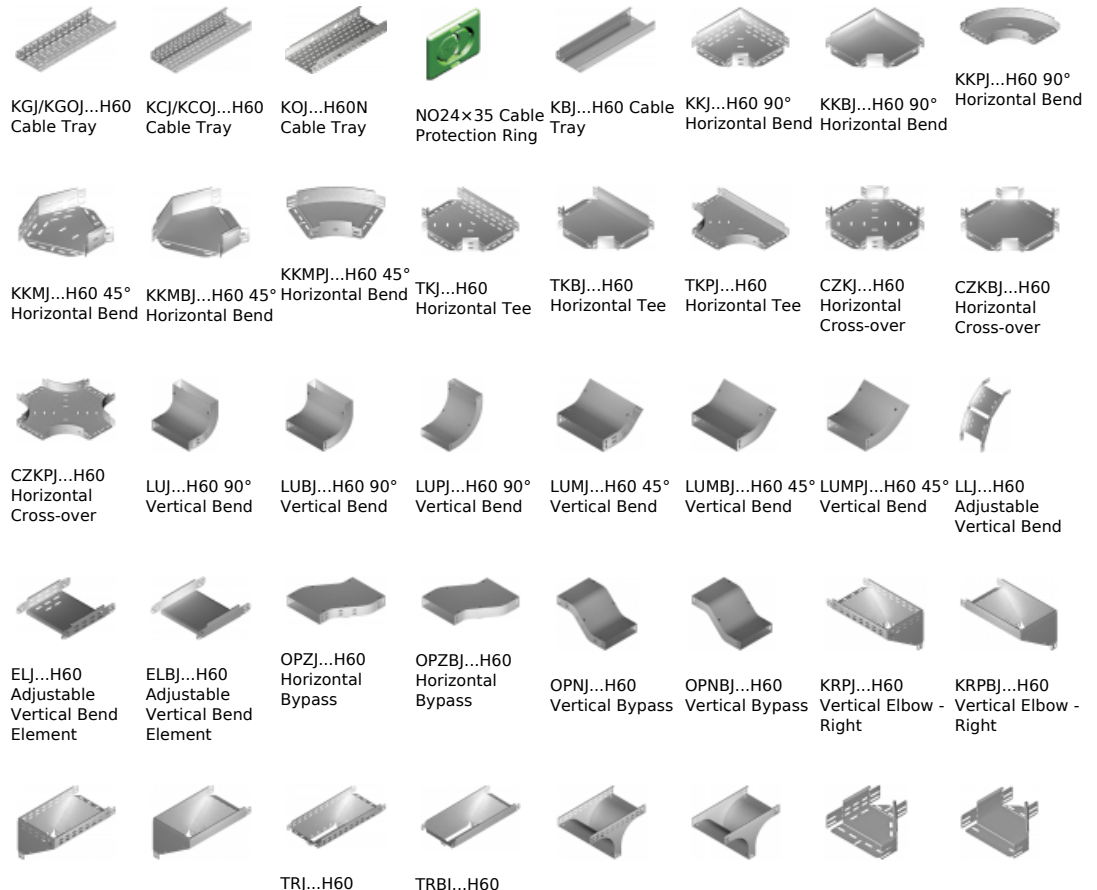 KGJ/KGOJ...H60
Cable Tray
KCJ/KCOJ...H60
Cable Tray
KOJ...H60N
Cable Tray
NO24×35 Cable
Protection Ring
KBJ...H60 Cable
Tray
KKJ...H60 90°
Horizontal Bend
KKBJ...H60 90°
Horizontal Bend
KKPJ...H60 90°
Horizontal Bend
KKMJ...H60 45°
Horizontal Bend
KKMBJ...H60 45°
Horizontal Bend
KKMPJ...H60 45°
Horizontal Bend
TKJ...H60
Horizontal Tee
TKBJ...H60
Horizontal Tee
TKPJ...H60
Horizontal Tee
CZKJ...H60
Horizontal
Cross-over
CZKBJ...H60
Horizontal
Cross-over
CZKPJ...H60
Horizontal
Cross-over
LUJ...H60 90°
Vertical Bend
LUBJ...H60 90°
Vertical Bend
LUPJ...H60 90°
Vertical Bend
LUMJ...H60 45°
Vertical Bend
LUMBJ...H60 45°
Vertical Bend
LUMPJ...H60 45°
Vertical Bend
LLJ...H60
Adjustable
Vertical Bend
ELJ...H60
Adjustable
Vertical Bend
Element
ELBJ...H60
Adjustable
Vertical Bend
Element
OPZJ...H60
Horizontal
Bypass
OPZBJ...H60
Horizontal
Bypass
OPNJ...H60
Vertical Bypass
OPNBJ...H60
Vertical Bypass
KRPJ...H60
Vertical Elbow -
Right
KRPBJ...H60
Vertical Elbow -
Right
TRJ...H60
TRBJ...H60